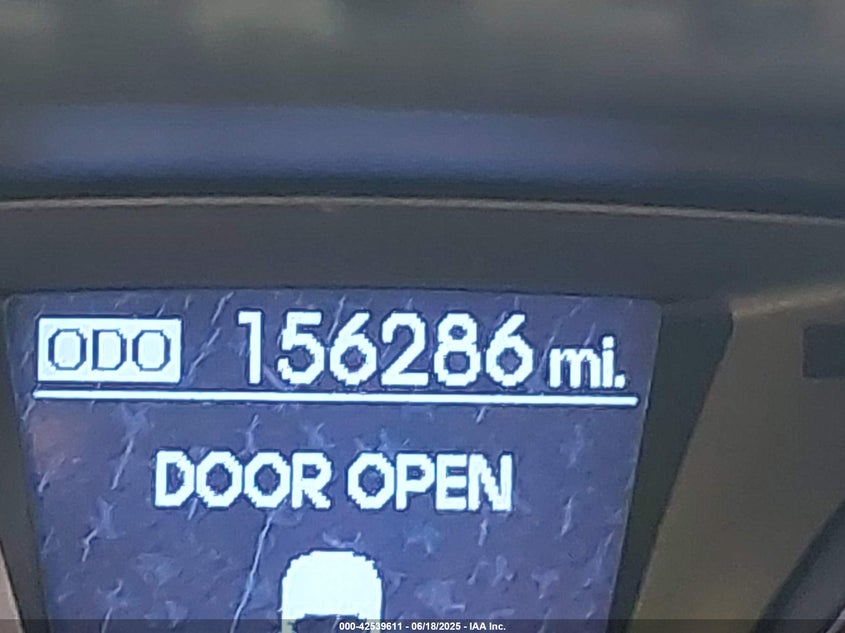 ODO 156286 mi.
DOOR OPEN
000-42539611 - 06/18/2025 - IAA Inc.